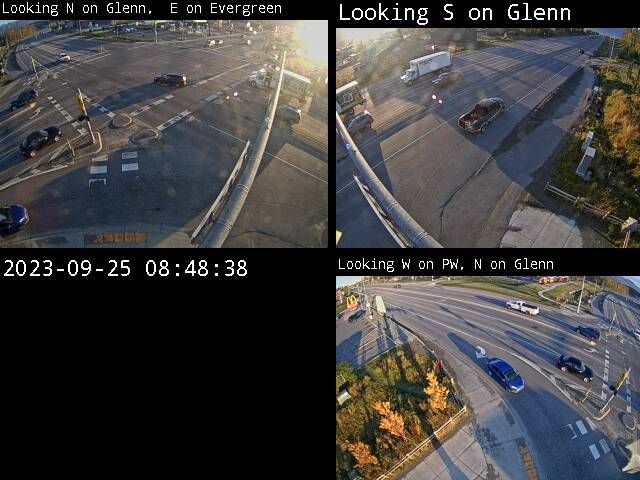 Looking N on Glenn,  E on Evergreen
Looking S on Glenn
2023-09-25 08:48:38
Looking W on PW, N on Glenn